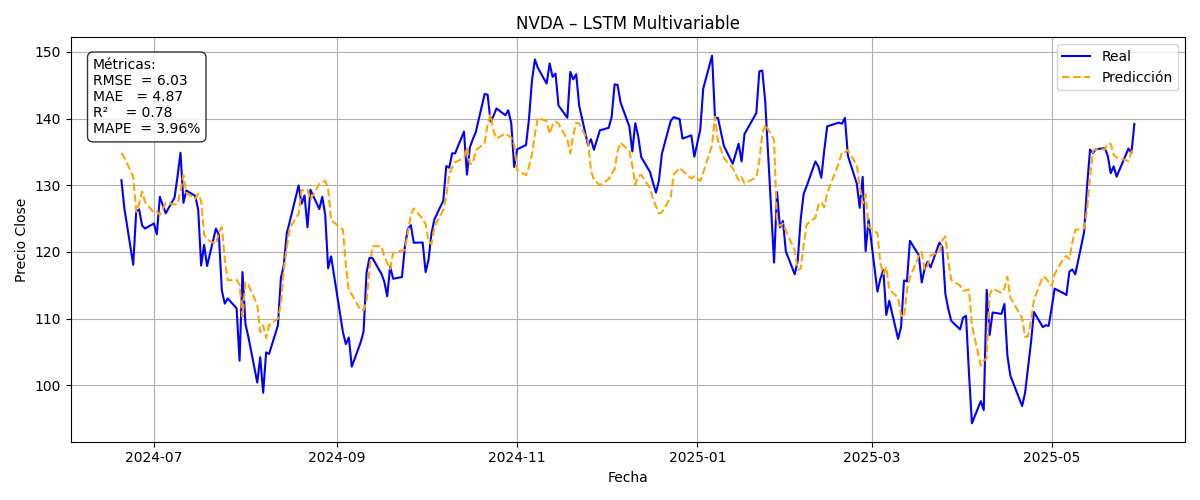 NVDA – LSTM Multivariable
Métricas:
RMSE = 6.03
MAE = 4.87
R² = 0.78
MAPE = 3.96%
Real
Predicción
Precio Close
150
140
130
120
110
100
2024-07
2024-09
2024-11
2025-01
2025-03
2025-05
Fecha